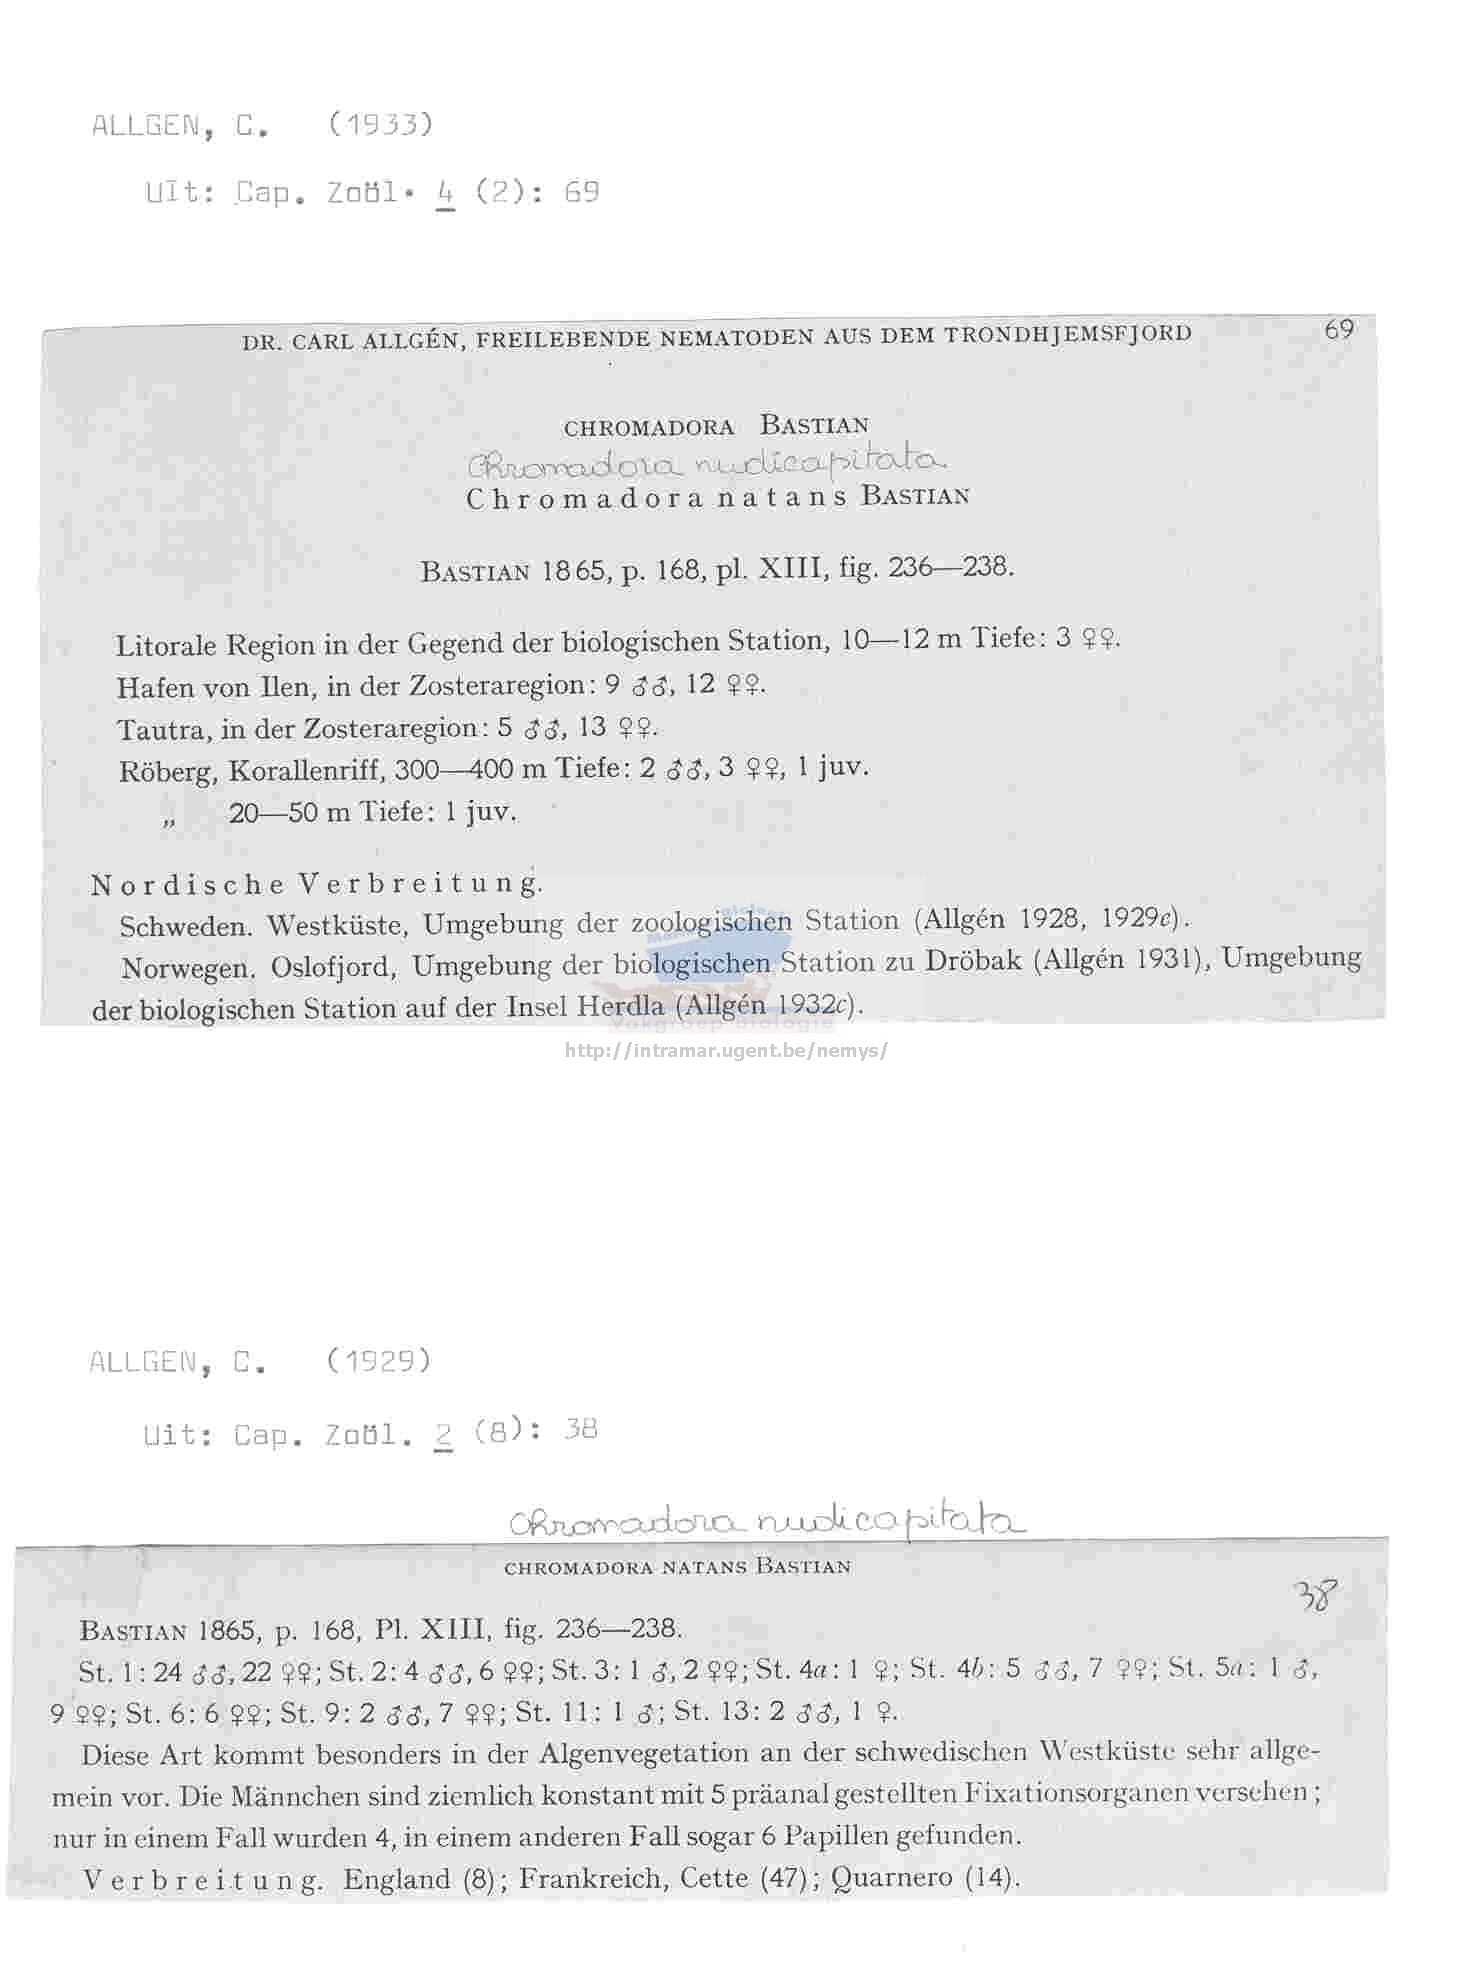 ALLGEN, C. (1933)
UIt: Cap. Zoöl. 4 (2): 69
DR. CARL ALLGÉN, FREILEBENDE NEMATODEN AUS DEM TRONDHJEMSFJORD 69
CHROMADORA BASTIAN
Chromadora nudicapitata
Chromadora natans BASTIAN
BASTIAN 1865, p. 168, pl. XIII, fig. 236—238.
Litorale Region in der Gegend der biologischen Station, 10—12 m Tiefe: 3 ♀♀.
Hafen von Ilen, in der Zosteraregion: 9 ♂♂, 12 ♀♀.
Tautra, in der Zosteraregion: 5 ♂♂, 13 ♀♀.
Röberg, Korallenriff, 300—400 m Tiefe: 2 ♂♂, 3 ♀♀, 1 juv.
„ 20—50 m Tiefe: 1 juv.
Nordische Verbreitung.
Schweden. Westküste, Umgebung der zoologischen Station (Allgén 1928, 1929c).
Norwegen. Oslofjord, Umgebung der biologischen Station zu Dröbak (Allgén 1931), Umgebung
der biologischen Station auf der Insel Herdla (Allgén 1932c).
Vakgroep Biologie
http://intramar.ugent.be/nemys/
ALLGEN, C. (1929)
Uit: Cap. Zoöl. 2 (8): 38
Chromadora nudicapitata
CHROMADORA NATANS BASTIAN
38
BASTIAN 1865, p. 168, Pl. XIII, fig. 236—238.
St. 1: 24 ♂♂, 22 ♀♀; St. 2: 4 ♂♂, 6 ♀♀; St. 3: 1 ♂, 2 ♀♀; St. 4a: 1 ♀; St. 4b: 5 ♂♂, 7 ♀♀; St. 5a: 1 ♂,
9 ♀♀; St. 6: 6 ♀♀; St. 9: 2 ♂♂, 7 ♀♀; St. 11: 1 ♂; St. 13: 2 ♂♂, 1 ♀.
Diese Art kommt besonders in der Algenvegetation an der schwedischen Westküste sehr allge-
mein vor. Die Männchen sind ziemlich konstant mit 5 präanal gestellten Fixationsorganen versehen;
nur in einem Fall wurden 4, in einem anderen Fall sogar 6 Papillen gefunden.
Verbreitung. England (8); Frankreich, Cette (47); Quarnero (14).